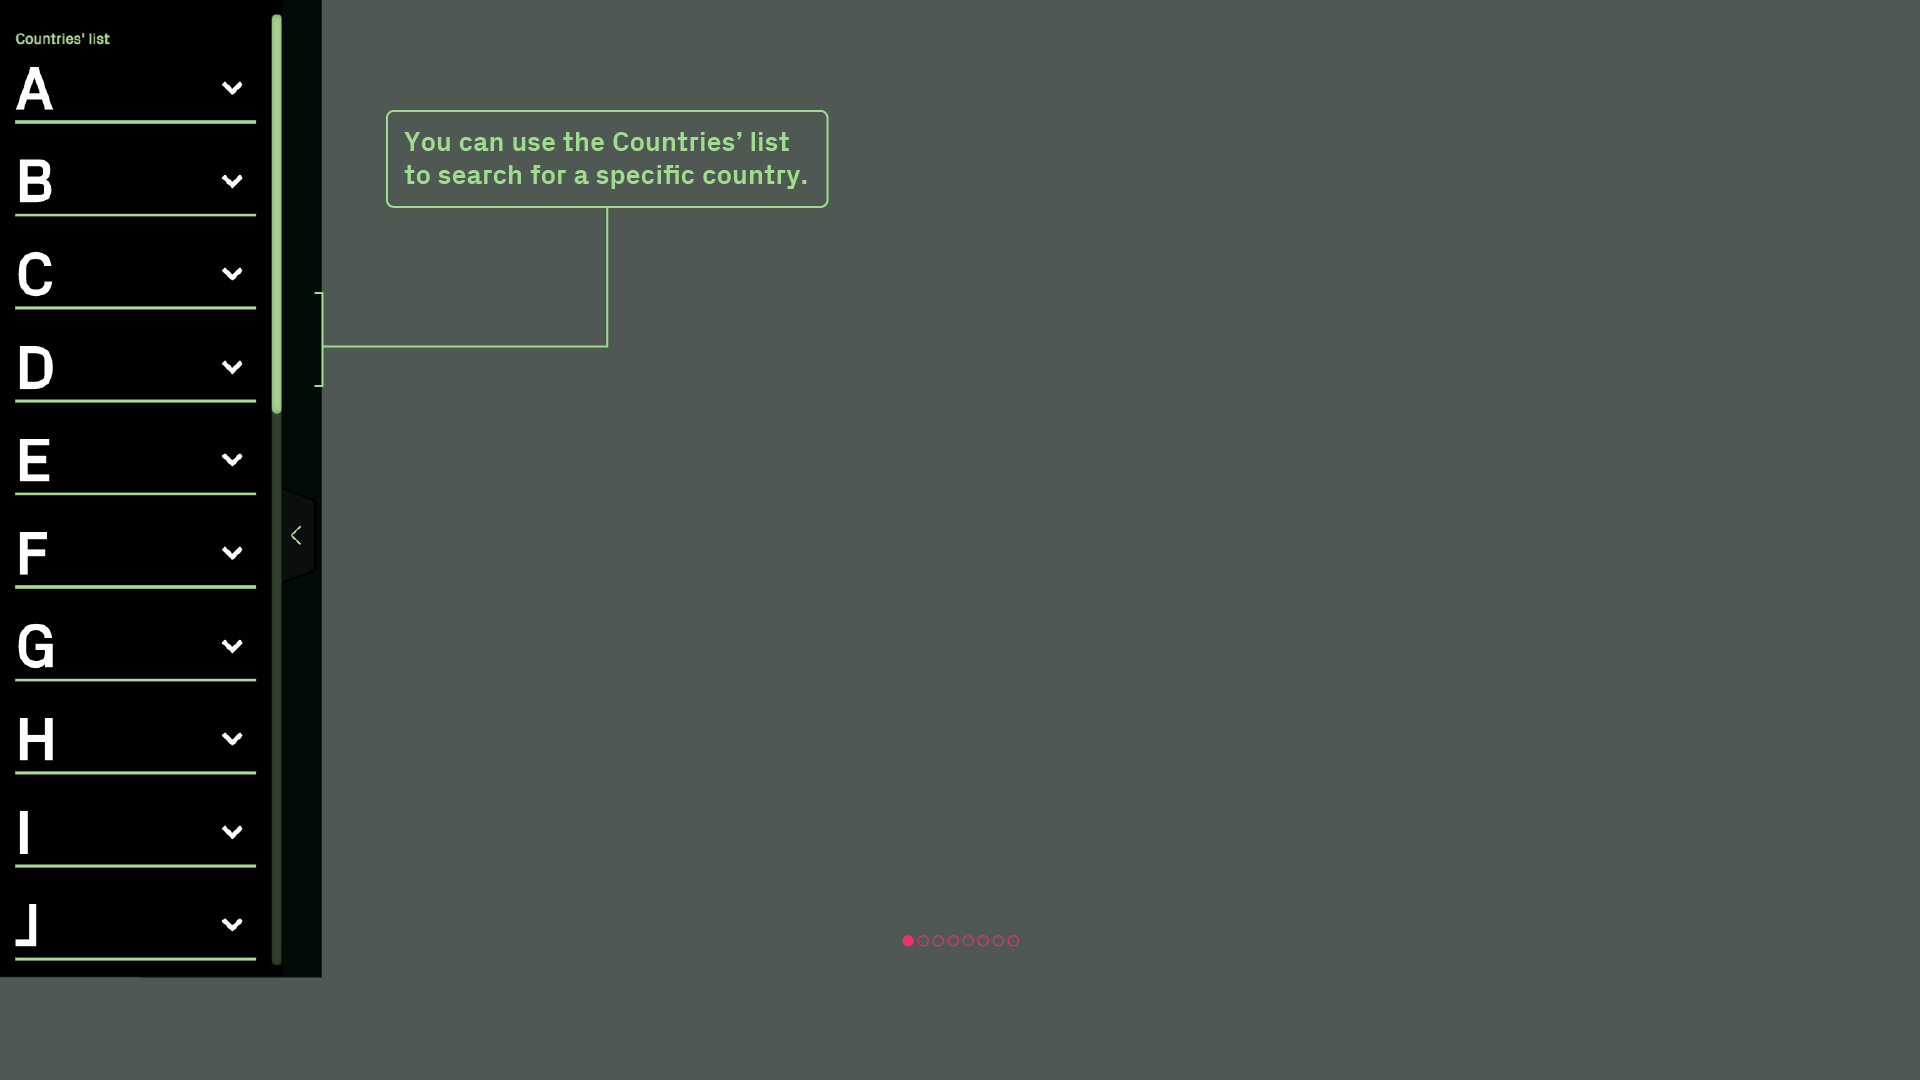 Countries' list
A
B
C
D
E
F
G
H
I
J
You can use the Countries’ list
to search for a specific country.